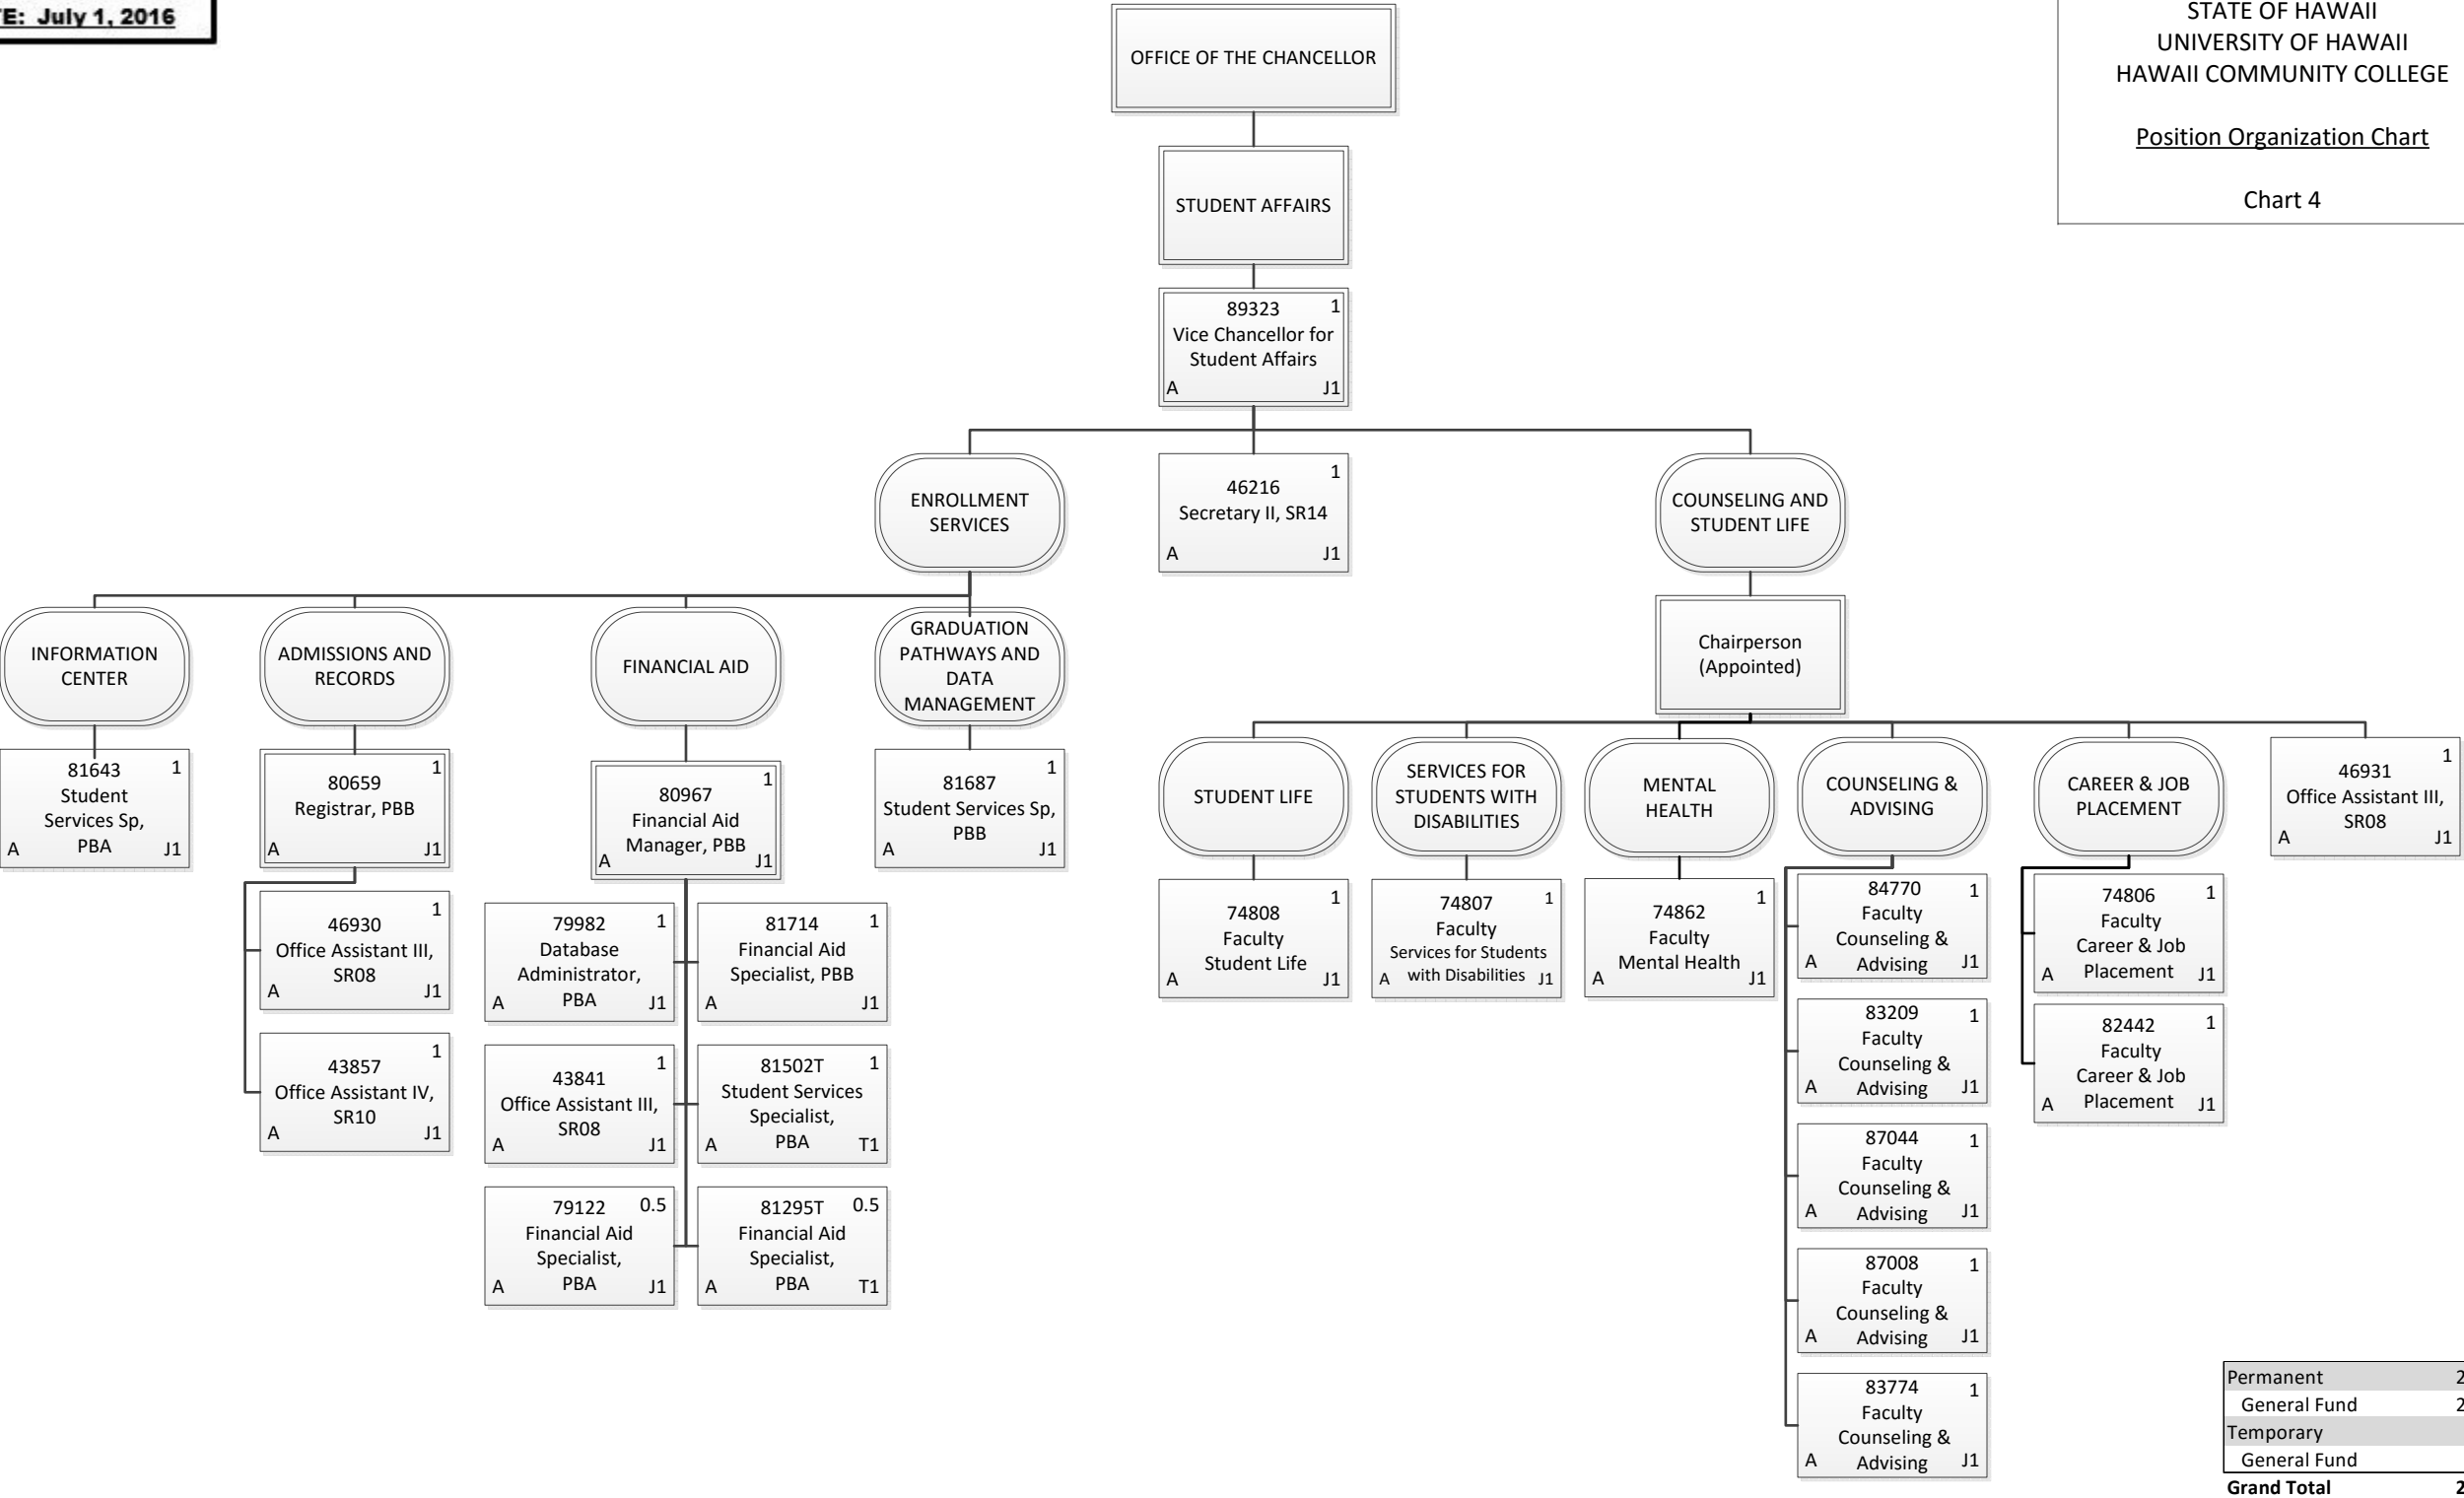 July 1, 2016
STATE OF HAWAII
UNIVERSITY OF HAWAII
HAWAII COMMUNITY COLLEGE
Position Organization Chart
Chart 4
OFFICE OF THE CHANCELLOR
STUDENT AFFAIRS
89323 1
Vice Chancellor for
Student Affairs
A J1
ENROLLMENT
SERVICES
1
46216
Secretary II, SR14
A J1
COUNSELING AND
STUDENT LIFE
INFORMATION
CENTER
ADMISSIONS AND
RECORDS
FINANCIAL AID
GRADUATION
PATHWAYS AND
DATA
MANAGEMENT
Chairperson
(Appointed)
81643 1
Student
Services Sp,
A PBA J1
1
80659
Registrar, PBB
A J1
1
80967
Financial Aid
Manager, PBB
A J1
1
81687
Student Services Sp,
PBB
A J1
1
46930
Office Assistant III,
SR08
A J1
1
43857
Office Assistant IV,
SR10
A J1
79982 1
Database
Administrator,
A PBA J1
81714 1
Financial Aid
Specialist, PBB
A J1
1
43841
Office Assistant III,
SR08
A J1
81502T 1
Student Services
Specialist,
A PBA T1
79122 0.5
Financial Aid
Specialist,
A PBA J1
81295T 0.5
Financial Aid
Specialist,
A PBA T1
STUDENT LIFE
SERVICES FOR
STUDENTS WITH
DISABILITIES
MENTAL
HEALTH
COUNSELING &
ADVISING
CAREER & JOB
PLACEMENT
1
46931
Office Assistant III,
SR08
A J1
1
74808
Faculty
Student Life
A J1
74807 1
Faculty
Services for Students
A with Disabilities J1
1
74862
Faculty
Mental Health
A J1
84770 1
Faculty
Counseling &
A Advising J1
83209 1
Faculty
Counseling &
A Advising J1
87044 1
Faculty
Counseling &
A Advising J1
87008 1
Faculty
Counseling &
A Advising J1
83774 1
Faculty
Counseling &
A Advising J1
74806 1
Faculty
Career & Job
A Placement J1
82442 1
Faculty
Career & Job
A Placement J1
Permanent
General Fund
Temporary
General Fund
Grand Total